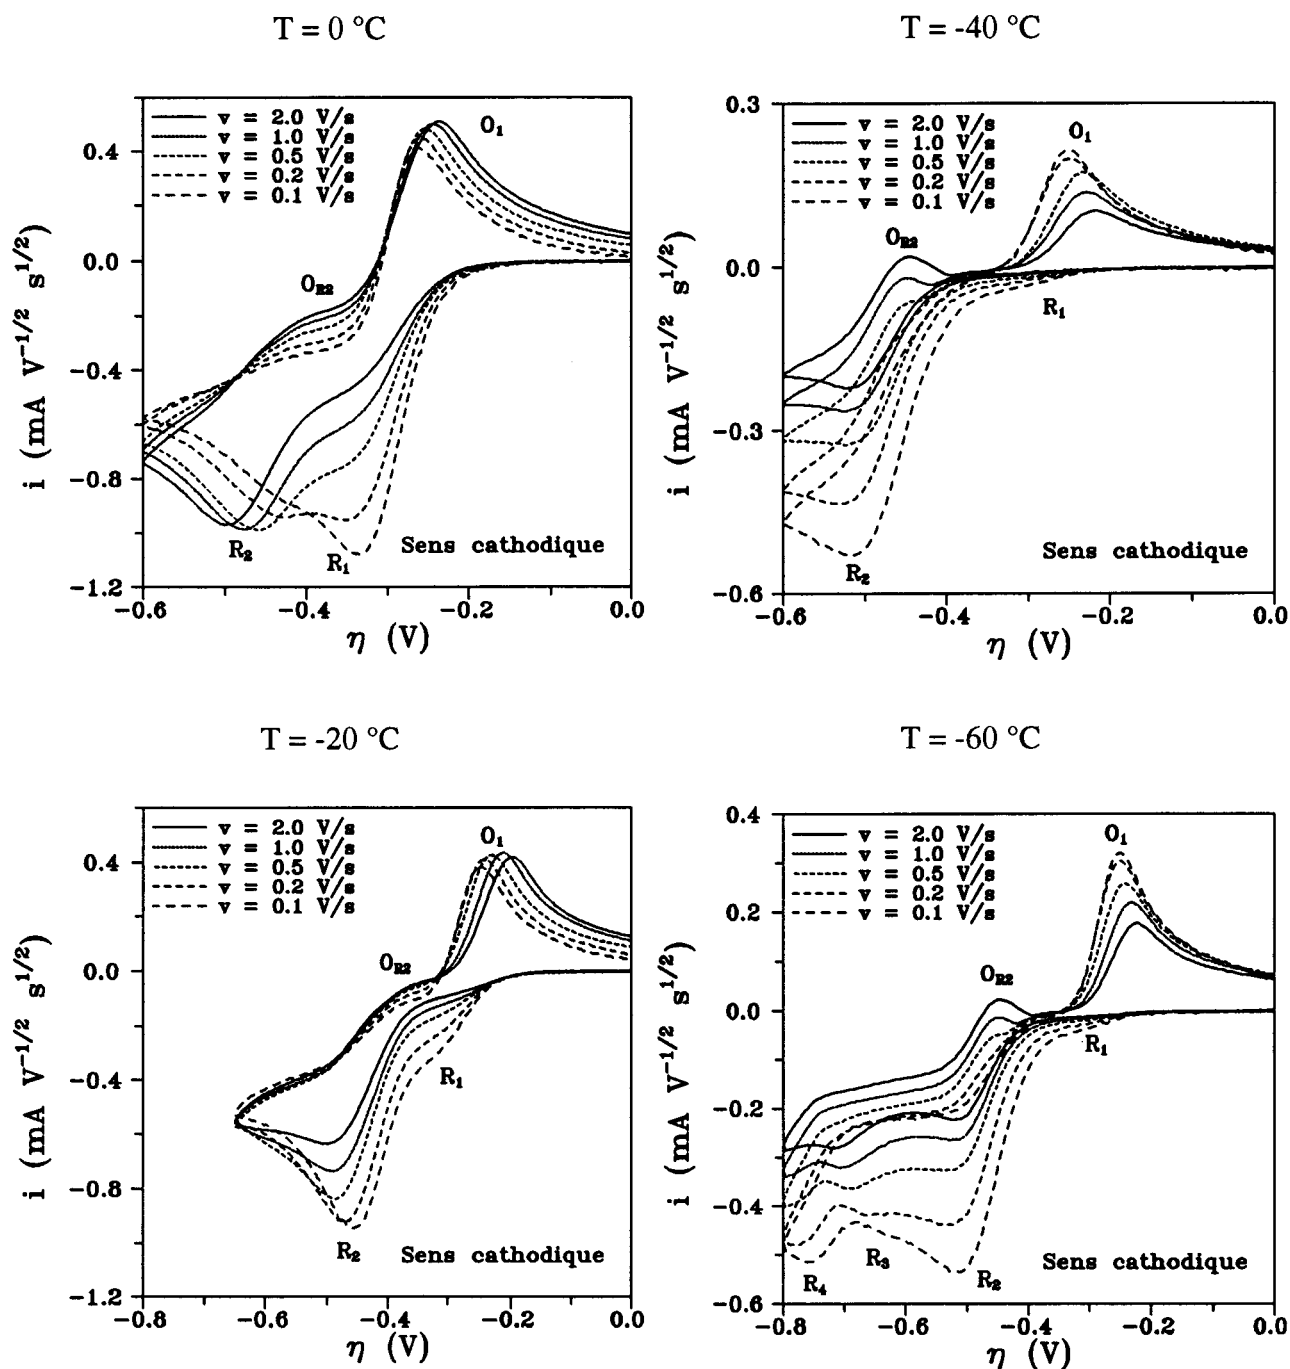 T = 0 °C
0.4
0.0
-0.4
-0.8
-1.2
i (mA V⁻¹/² s¹/²)
v = 2.0 V/s
v = 1.0 V/s
v = 0.5 V/s
v = 0.2 V/s
v = 0.1 V/s
O₁
O_R2
R₂
R₁
Sens cathodique
-0.6
-0.4
-0.2
0.0
η (V)
T = -40 °C
0.3
0.0
-0.3
-0.6
i (mA V⁻¹/² s¹/²)
v = 2.0 V/s
v = 1.0 V/s
v = 0.5 V/s
v = 0.2 V/s
v = 0.1 V/s
O₁
O_R2
R₁
R₂
Sens cathodique
-0.6
-0.4
-0.2
0.0
η (V)
T = -20 °C
0.4
0.0
-0.4
-0.8
-1.2
i (mA V⁻¹/² s¹/²)
v = 2.0 V/s
v = 1.0 V/s
v = 0.5 V/s
v = 0.2 V/s
v = 0.1 V/s
O₁
O_R2
R₁
R₂
Sens cathodique
-0.8
-0.6
-0.4
-0.2
0.0
η (V)
T = -60 °C
0.4
0.2
0.0
-0.2
-0.4
-0.6
i (mA V⁻¹/² s¹/²)
v = 2.0 V/s
v = 1.0 V/s
v = 0.5 V/s
v = 0.2 V/s
v = 0.1 V/s
O₁
O_R2
R₁
R₃
R₄
R₂
Sens cathodique
-0.8
-0.6
-0.4
-0.2
0.0
η (V)